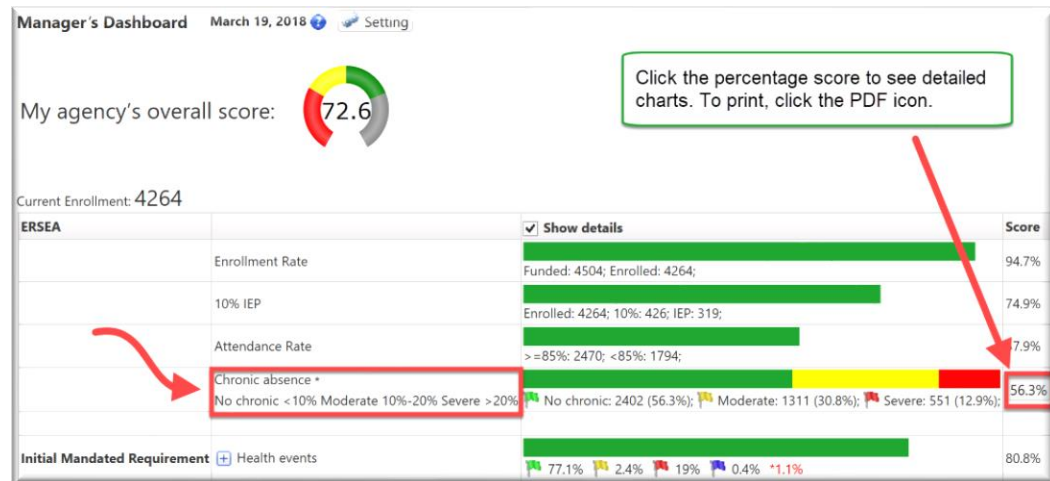 Manager's Dashboard March 19, 2018 Setting
Click the percentage score to see detailed
charts. To print, click the PDF icon.
My agency's overall score: 72.6
Current Enrollment: 4264
ERSEA Show details Score
Enrollment Rate Funded: 4504; Enrolled: 4264; 94.7%
10% IEP Enrolled: 4264; 10%: 426; IEP: 319; 74.9%
Attendance Rate >=85%: 2470; <85%: 1794; 7.9%
Chronic absence *
No chronic <10% Moderate 10%-20% Severe >20% No chronic: 2402 (56.3%); Moderate: 1311 (30.8%); Severe: 551 (12.9%); 56.3%
Initial Mandated Requirement Health events 77.1% 2.4% 19% 0.4% *1.1% 80.8%